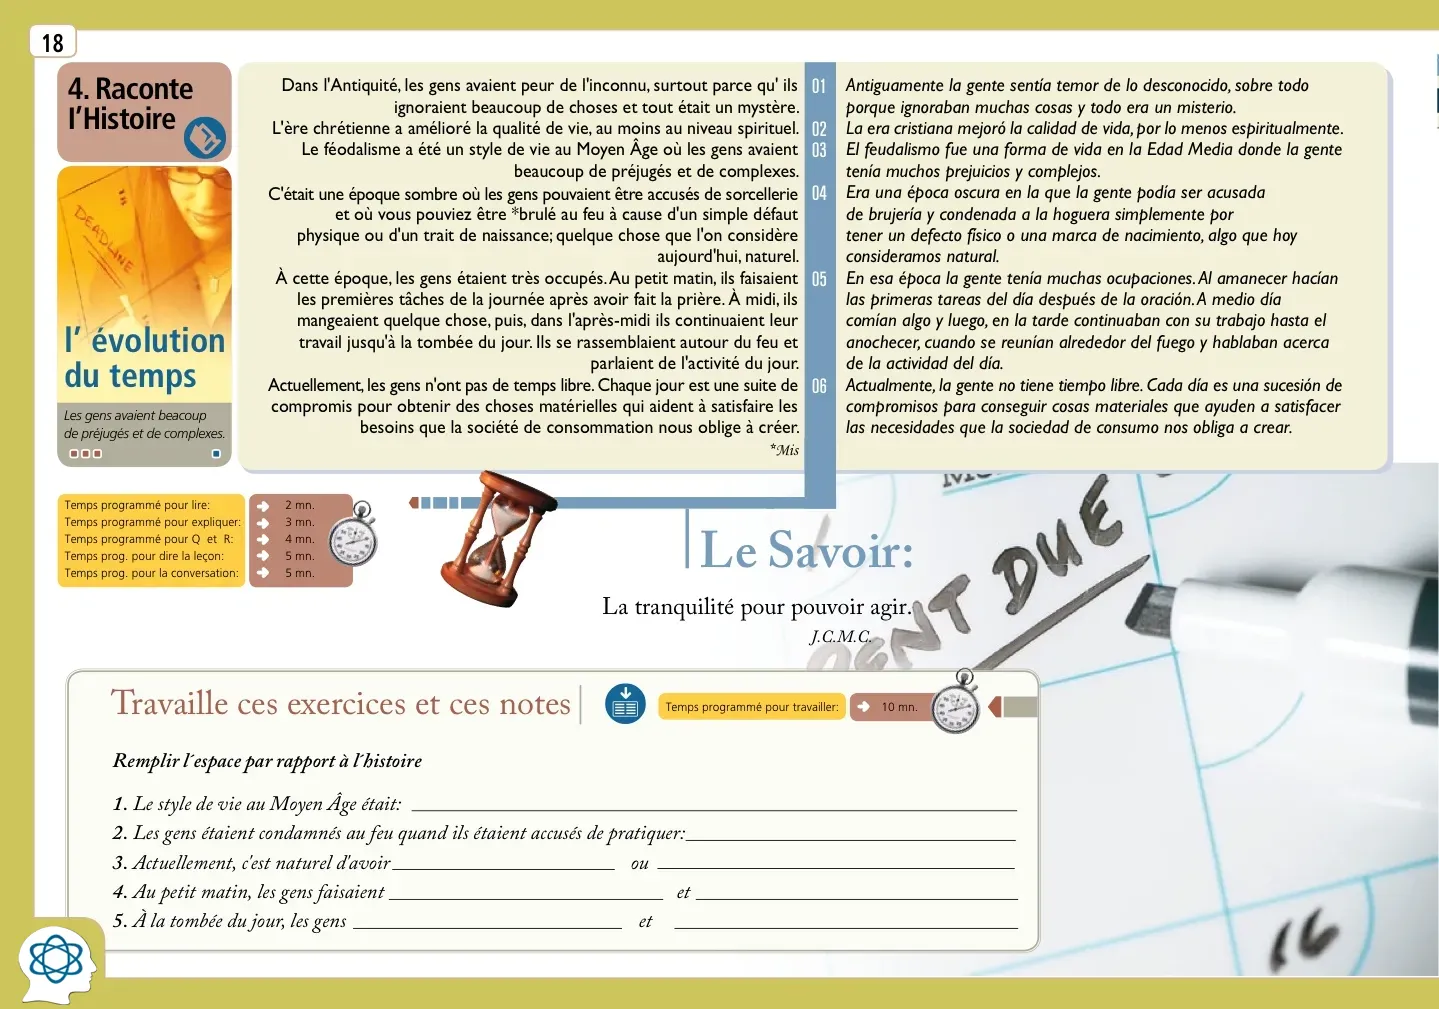 18
4. Raconte
l'Histoire
DEADLINE
l' évolution
du temps
Les gens avaient beacoup
de préjugés et de complexes.
Dans l'Antiquité, les gens avaient peur de l'inconnu, surtout parce qu' ils
ignoraient beaucoup de choses et tout était un mystère.
L'ère chrétienne a amélioré la qualité de vie, au moins au niveau spirituel.
Le féodalisme a été un style de vie au Moyen Âge où les gens avaient
beaucoup de préjugés et de complexes.
C'était une époque sombre où les gens pouvaient être accusés de sorcellerie
et où vous pouviez être *brulé au feu à cause d'un simple défaut
physique ou d'un trait de naissance; quelque chose que l'on considère
aujourd'hui, naturel.
À cette époque, les gens étaient très occupés. Au petit matin, ils faisaient
les premières tâches de la journée après avoir fait la prière. À midi, ils
mangeaient quelque chose, puis, dans l'après-midi ils continuaient leur
travail jusqu'à la tombée du jour. Ils se rassemblaient autour du feu et
parlaient de l'activité du jour.
Actuellement, les gens n'ont pas de temps libre. Chaque jour est une suite de
compromis pour obtenir des choses matérielles qui aident à satisfaire les
besoins que la société de consommation nous oblige à créer.
*Mis
01
02
03
04
05
06
Antiguamente la gente sentía temor de lo desconocido, sobre todo
porque ignoraban muchas cosas y todo era un misterio.
La era cristiana mejoró la calidad de vida, por lo menos espiritualmente.
El feudalismo fue una forma de vida en la Edad Media donde la gente
tenía muchos prejuicios y complejos.
Era una época oscura en la que la gente podía ser acusada
de brujería y condenada a la hoguera simplemente por
tener un defecto físico o una marca de nacimiento, algo que hoy
consideramos natural.
En esa época la gente tenía muchas ocupaciones. Al amanecer hacían
las primeras tareas del día después de la oración. A medio día
comían algo y luego, en la tarde continuaban con su trabajo hasta el
anochecer, cuando se reunían alrededor del fuego y hablaban acerca
de la actividad del día.
Actualmente, la gente no tiene tiempo libre. Cada día es una sucesión de
compromisos para conseguir cosas materiales que ayuden a satisfacer
las necesidades que la sociedad de consumo nos obliga a crear.
Temps programmé pour lire: 2 mn.
Temps programmé pour expliquer: 3 mn.
Temps programmé pour Q et R: 4 mn.
Temps prog. pour dire la leçon: 5 mn.
Temps prog. pour la conversation: 5 mn.
Le Savoir:
La tranquilité pour pouvoir agir.
J.C.M.C.
ENT DUE
16
Travaille ces exercices et ces notes
Temps programmé pour travailler: 10 mn.
Remplir l´espace par rapport à l´histoire
1. Le style de vie au Moyen Âge était:
2. Les gens étaient condamnés au feu quand ils étaient accusés de pratiquer:
3. Actuellement, c'est naturel d'avoir ou
4. Au petit matin, les gens faisaient et
5. À la tombée du jour, les gens et